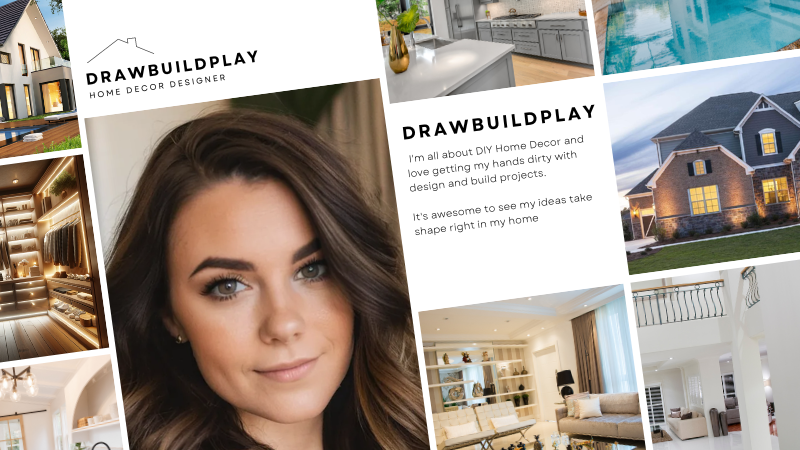 DRAWBUILDPLAY
HOME DECOR DESIGNER
DRAWBUILDPLAY
I'm all about DIY Home Decor and
love getting my hands dirty with
design and build projects.
It's awesome to see my ideas take
shape right in my home